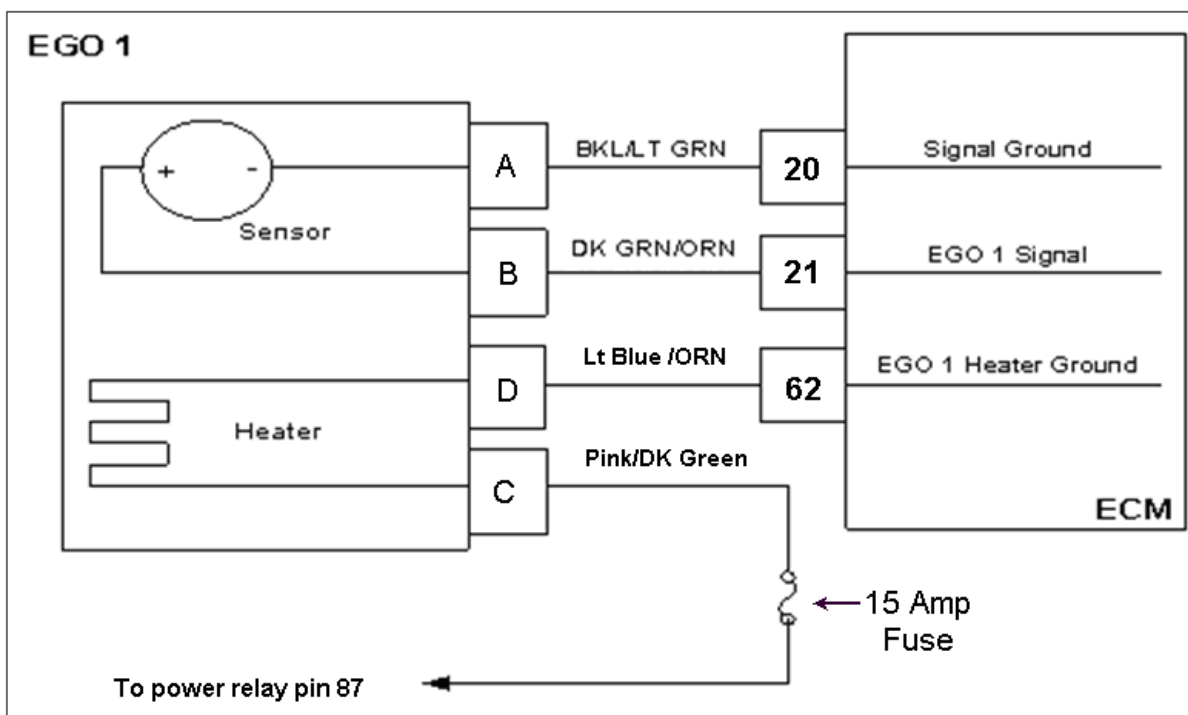 EGO 1
+ -
Sensor
Heater
A
B
D
C
BKL/LT GRN
DK GRN/ORN
Lt Blue /ORN
Pink/DK Green
20
21
62
Signal Ground
EGO 1 Signal
EGO 1 Heater Ground
ECM
15 Amp
Fuse
To power relay pin 87